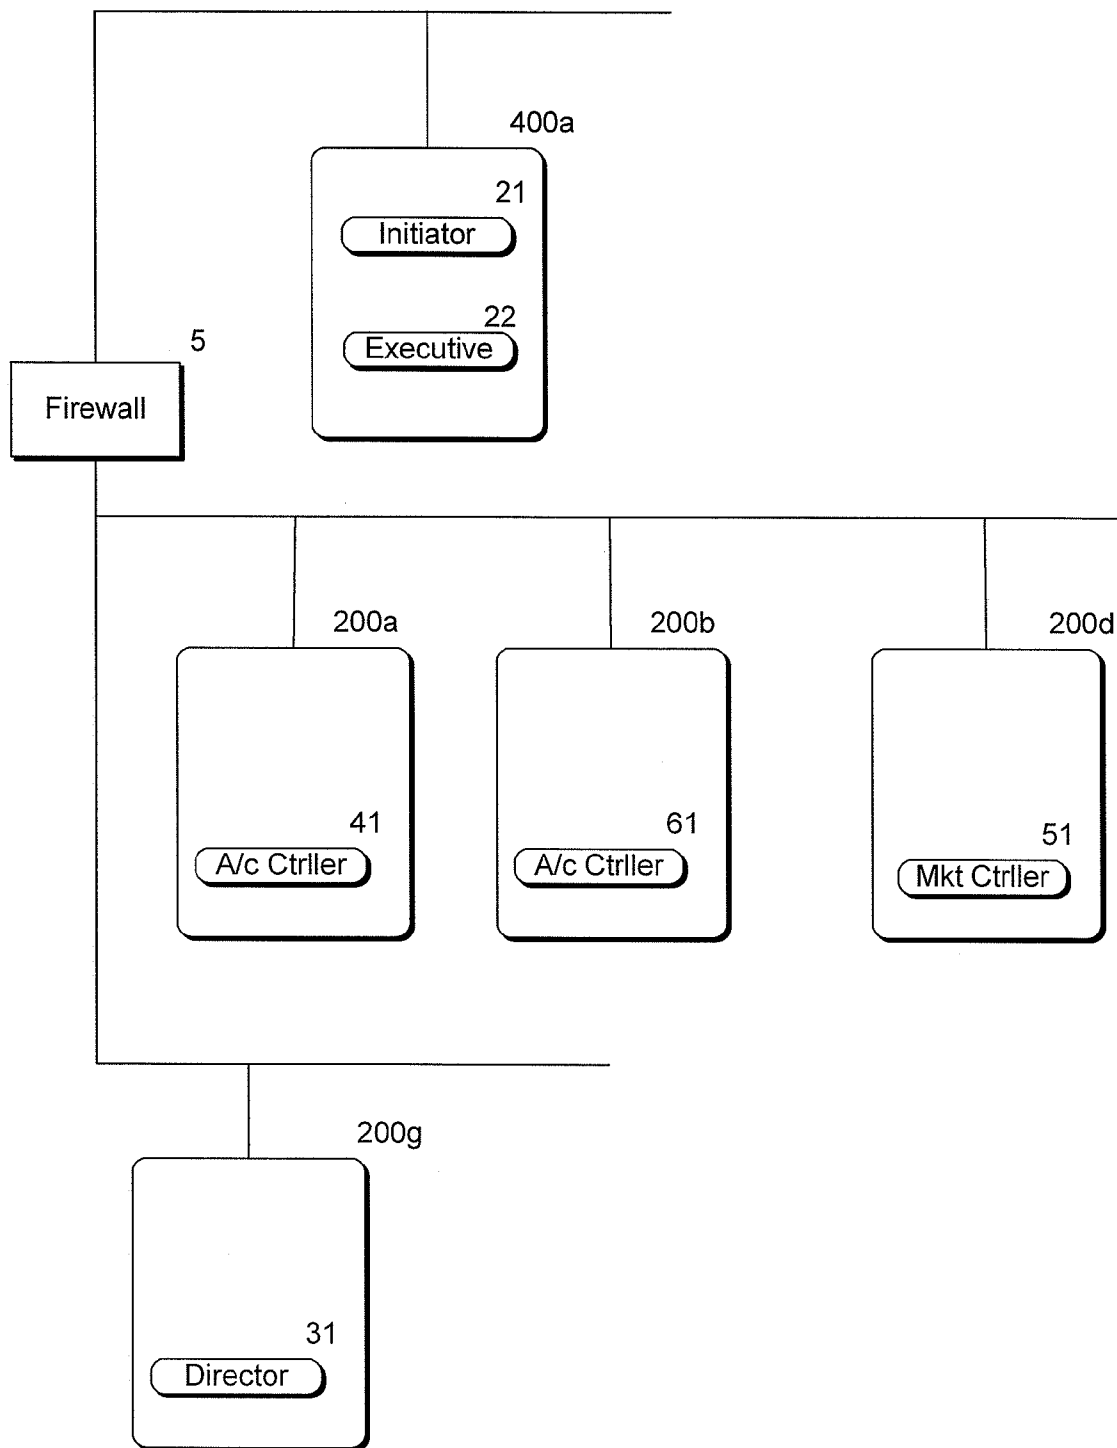 400a
21
Initiator
22
Executive
5
Firewall
200a
200b
200d
41
A/c Ctrller
61
A/c Ctrller
51
Mkt Ctrller
200g
31
Director